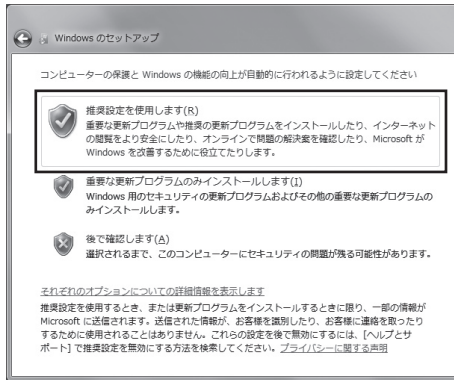 Windows のセットアップ
コンピューターの保護と Windows の機能の向上が自動的に行われるように設定してください
推奨設定を使用します(R)
重要な更新プログラムや推奨の更新プログラムをインストールしたり、インターネット
の閲覧をより安全にしたり、オンラインで問題の解決策を確認したり、Microsoft が
Windows を改善するために役立てたりします。
重要な更新プログラムのみインストールします(I)
Windows 用のセキュリティの更新プログラムおよびその他の重要な更新プログラムの
みインストールします。
後で確認します(A)
選択されるまで、このコンピューターにセキュリティの問題が残る可能性があります。
それぞれのオプションについての詳細情報を表示します
推奨設定を使用するとき、または更新プログラムをインストールするときに限り、一部の情報が
Microsoft に送信されます。送信された情報が、お客様を識別したり、お客様に連絡を取ったり
するために使用されることはありません。これらの設定を後で無効にするには、[ヘルプとサ
ポート] で推奨設定を無効にする方法を検索してください。プライバシーに関する声明